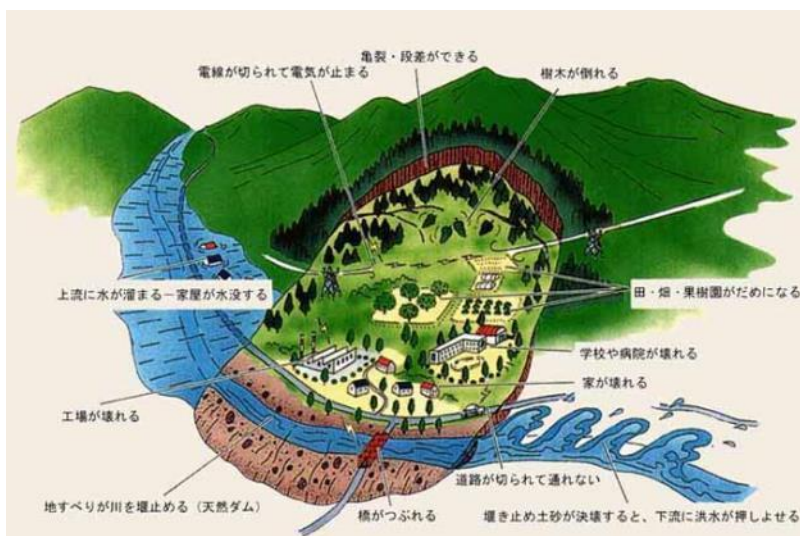 亀裂・段差ができる
電線が切られて電気が止まる
樹木が倒れる
上流に水が溜まる一家屋が水没する
田・畑・果樹園がだめになる
学校や病院が壊れる
家が壊れる
工場が壊れる
道路が切られて通れない
地すべりが川を堰止める（天然ダム）
橋がつぶれる
堰き止め土砂が決壊すると、下流に洪水が押しよせる